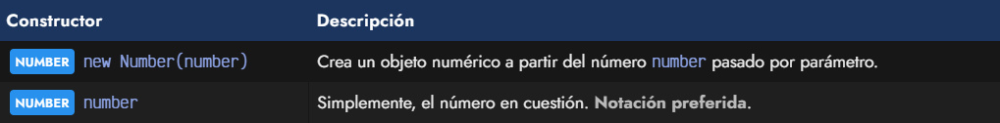 Constructor Descripción
NUMBER new Number(number) Crea un objeto numérico a partir del número number pasado por parámetro.
NUMBER number Simplemente, el número en cuestión. Notación preferida.